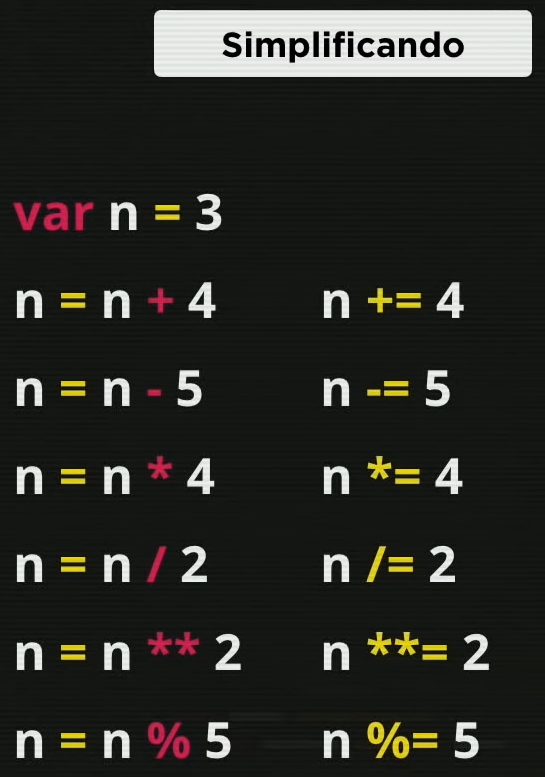 Simplificando
var n = 3
n = n + 4 n += 4
n = n - 5 n -= 5
n = n * 4 n *= 4
n = n / 2 n /= 2
n = n ** 2 n **= 2
n = n % 5 n %= 5